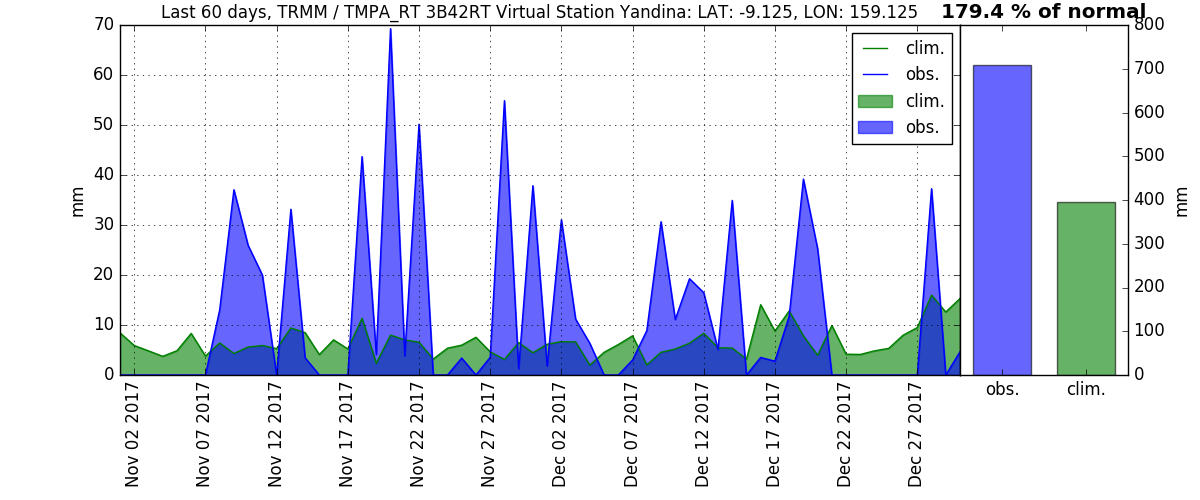 Last 60 days, TRMM / TMPA_RT 3B42RT Virtual Station Yandina: LAT: -9.125, LON: 159.125
179.4 % of normal
70
60
50
40
30
20
10
0
mm
clim.
obs.
clim.
obs.
800
700
600
500
400
300
200
100
0
mm
obs.
clim.
Nov 02 2017
Nov 07 2017
Nov 12 2017
Nov 17 2017
Nov 22 2017
Nov 27 2017
Dec 02 2017
Dec 07 2017
Dec 12 2017
Dec 17 2017
Dec 22 2017
Dec 27 2017